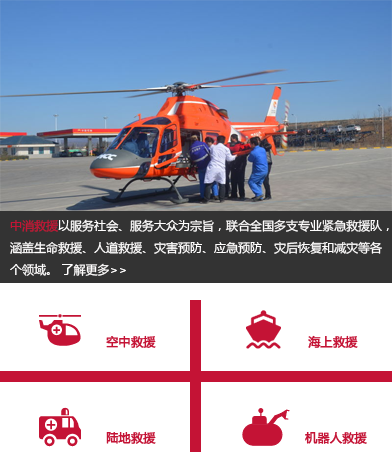 中消救援以服务社会、服务大众为宗旨，联合全国多支专业紧急救援队，
涵盖生命救援、人道救援、灾害预防、应急预防、灾后恢复和减灾等各
个领域。 了解更多>>
空中救援
海上救援
陆地救援
机器人救援